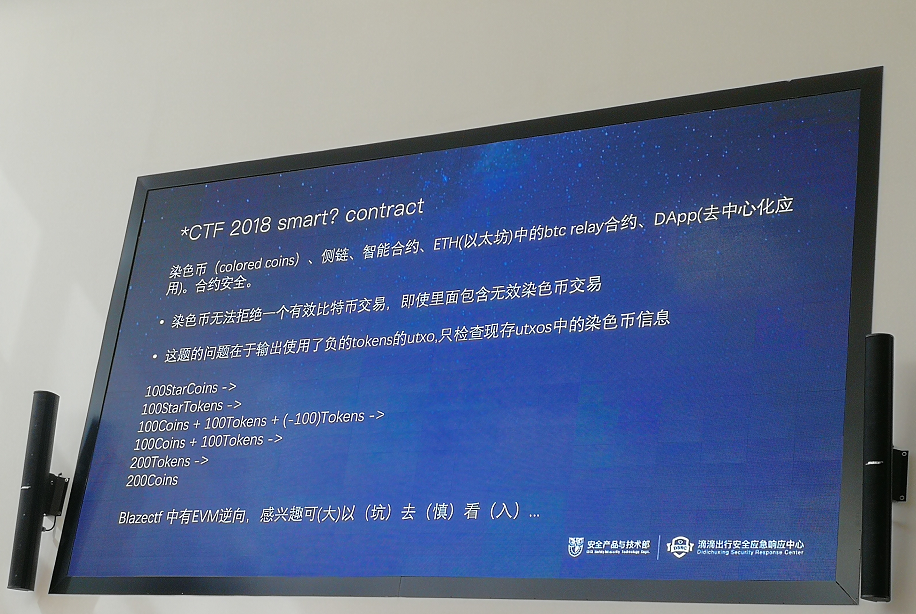 *CTF 2018 smart? contract
染色币（colored coins）、侧链、智能合约、ETH(以太坊)中的btc relay合约、DApp(去中心化应
用)。合约安全。
• 染色币无法拒绝一个有效比特币交易，即使里面包含无效染色币交易
• 这题的问题在于输出使用了负的tokens的utxo,只检查现存utxos中的染色币信息
100StarCoins ->
100StarTokens ->
100Coins + 100Tokens + (-100)Tokens ->
100Coins + 100Tokens ->
200Tokens ->
200Coins
Blazectf 中有EVM逆向，感兴趣可(大)以（坑）去（慎）看（入）...
安全产品与技术部
滴滴出行安全应急响应中心
Didichuxing Security Response Center